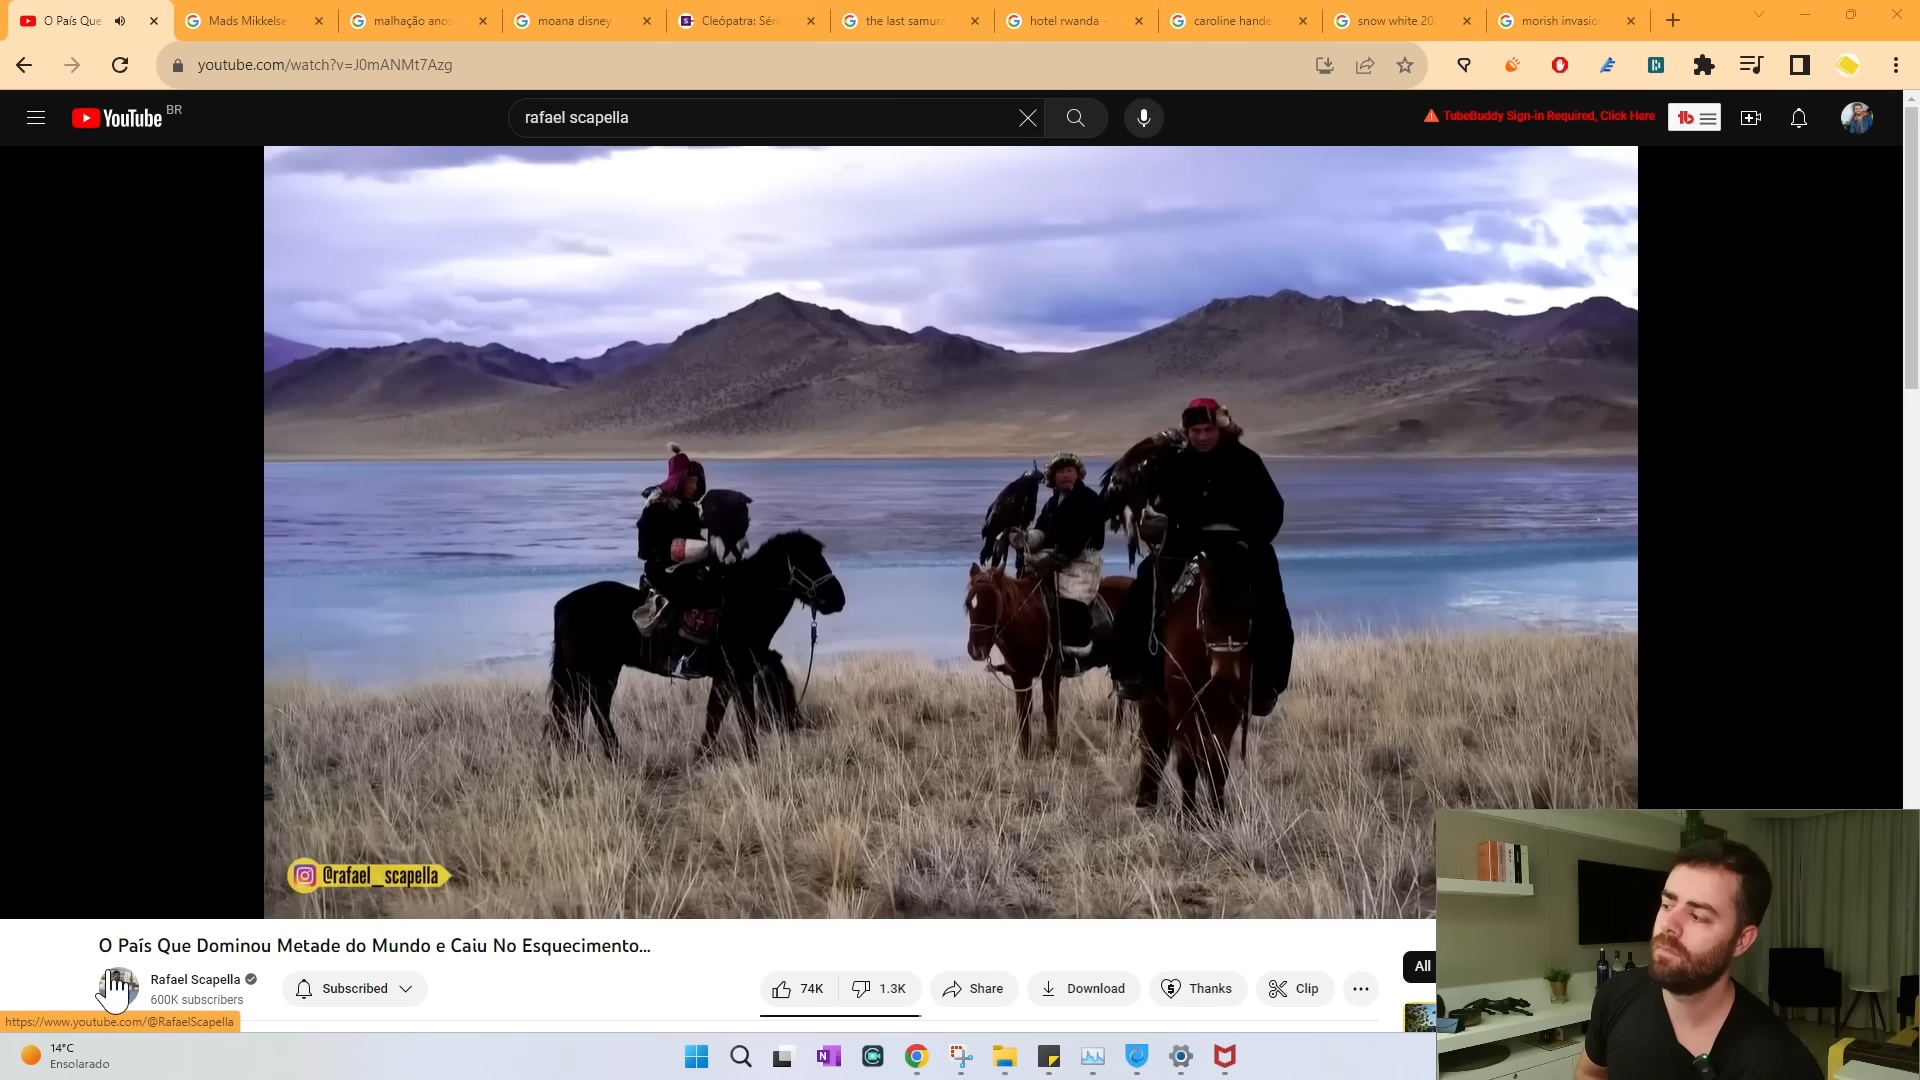 O País Que
Mads Mikkelse
malhação anos
moana disney
Cleópatra: Séri
the last samura
hotel rwanda -
caroline hande
snow white 20
morish invasio
youtube.com/watch?v=J0mANMt7Azg
YouTube BR
rafael scapella
TubeBuddy Sign-in Required, Click Here
tb
@rafael_scapella
O País Que Dominou Metade do Mundo e Caiu No Esquecimento...
Rafael Scapella
600K subscribers
Subscribed
74K
1.3K
Share
Download
Thanks
Clip
All
https://www.youtube.com/@RafaelScapella
14°C
Ensolarado